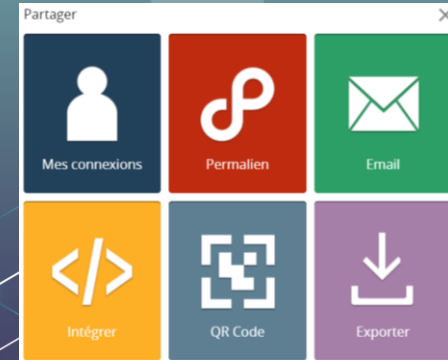 Partager
Mes connexions
Permalien
Email
Intégrer
QR Code
Exporter